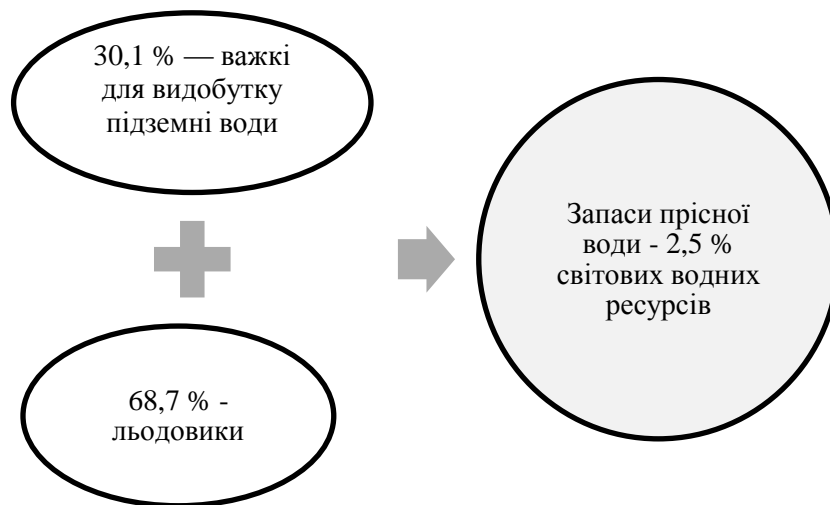 30,1 % — важкі
для видобутку
підземні води
68,7 % -
льодовики
Запаси прісної
води - 2,5 %
світових водних
ресурсів